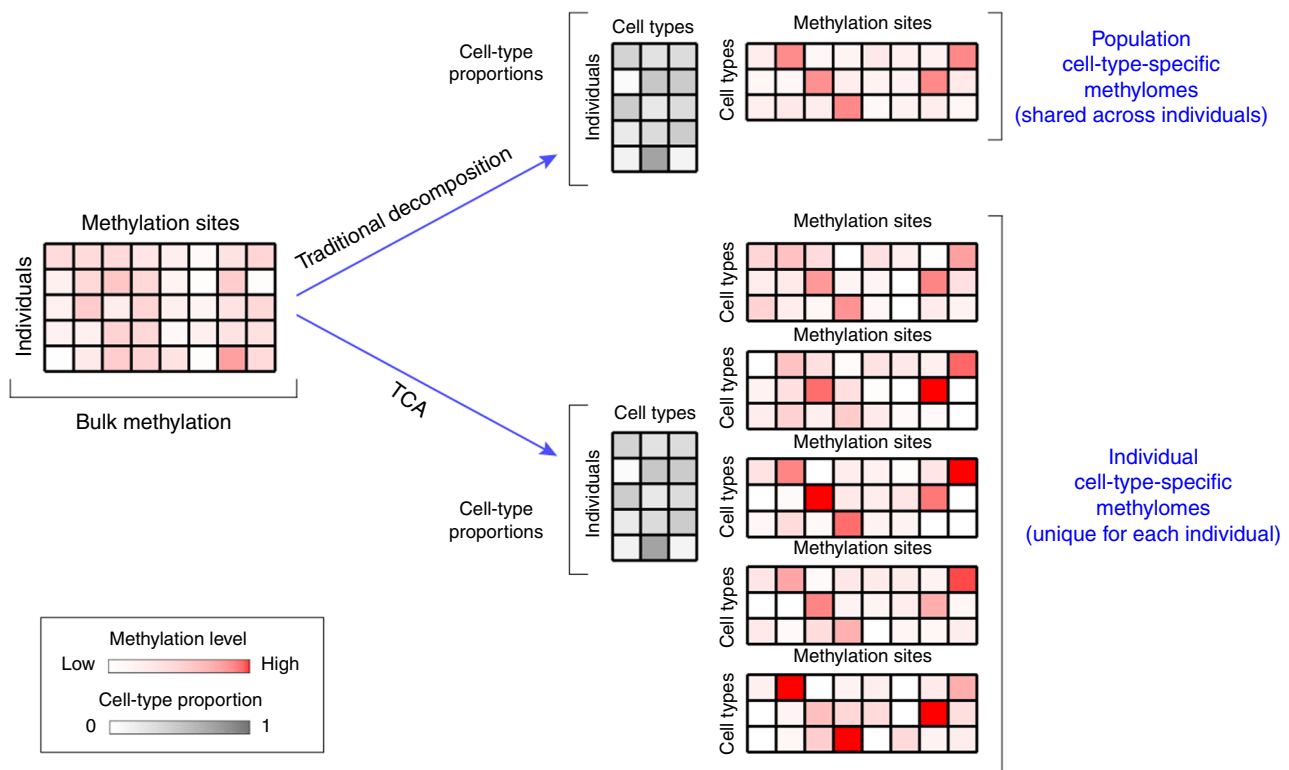 Methylation sites
Individuals
Bulk methylation
Traditional decomposition
TCA
Cell-type
proportions
Cell types
Individuals
Methylation sites
Cell types
Population
cell-type-specific
methylomes
(shared across individuals)
Cell-type
proportions
Cell types
Individuals
Methylation sites
Cell types
Methylation sites
Cell types
Methylation sites
Cell types
Methylation sites
Cell types
Methylation sites
Cell types
Individual
cell-type-specific
methylomes
(unique for each individual)
Methylation level
Low High
Cell-type proportion
0 1